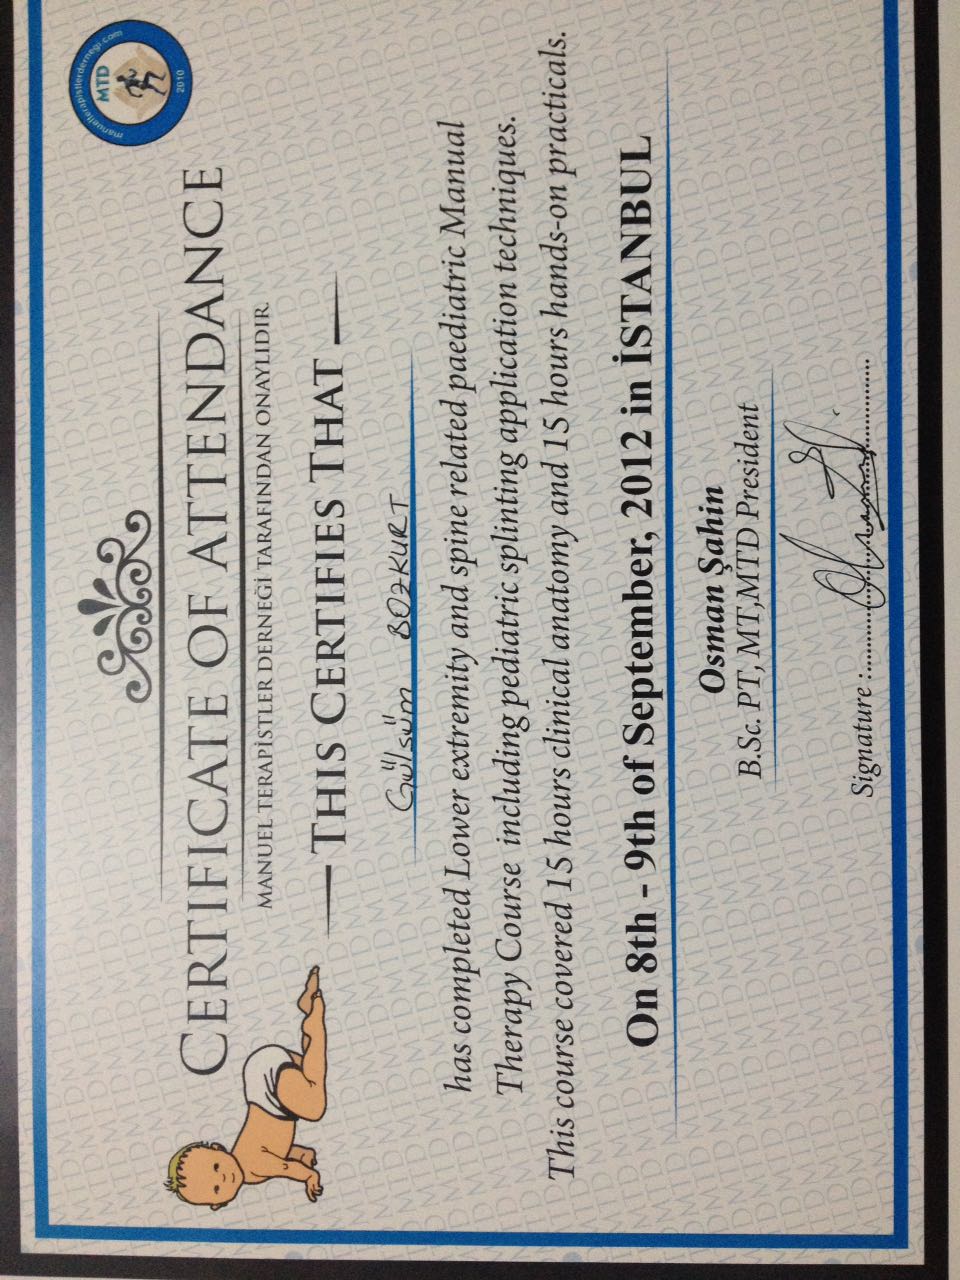 manuelterapistlerdernegi.com
MTD
2010
CERTIFICATE OF ATTENDANCE
MANUEL TERAPİSTLER DERNEĞİ TARAFINDAN ONAYLIDIR.
THIS CERTIFIES THAT
Gülsüm BOZKURT
has completed Lower extremity and spine related paediatric Manual
Therapy Course including pediatric splinting application techniques.
This course covered 15 hours clinical anatomy and 15 hours hands-on practicals.
On 8th - 9th of September, 2012 in İSTANBUL
Osman Şahin
B.Sc. PT, MT,MTD President
Signature :